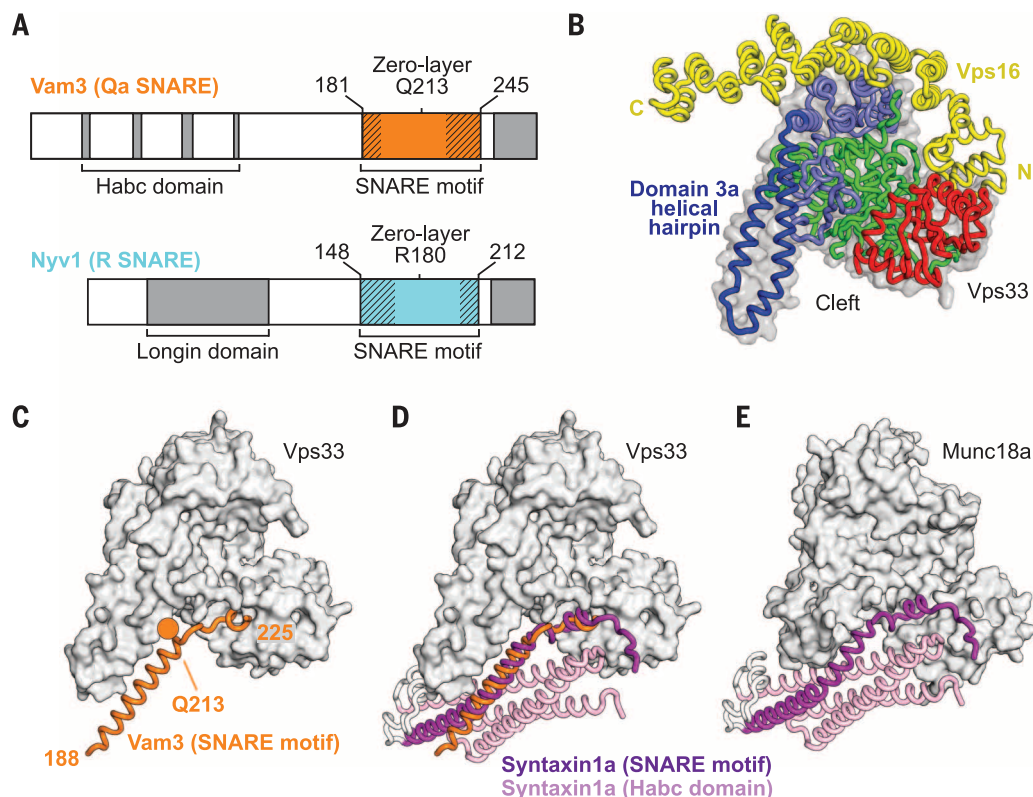 A
Vam3 (Qa SNARE)
181
Zero-layer
Q213
245
Habc domain
SNARE motif
Nyv1 (R SNARE)
148
Zero-layer
R180
212
Longin domain
SNARE motif
B
Vps16
C
N
Domain 3a
helical
hairpin
Cleft
Vps33
C
Vps33
225
Q213
188
Vam3 (SNARE motif)
D
Vps33
E
Munc18a
Syntaxin1a (SNARE motif)
Syntaxin1a (Habc domain)